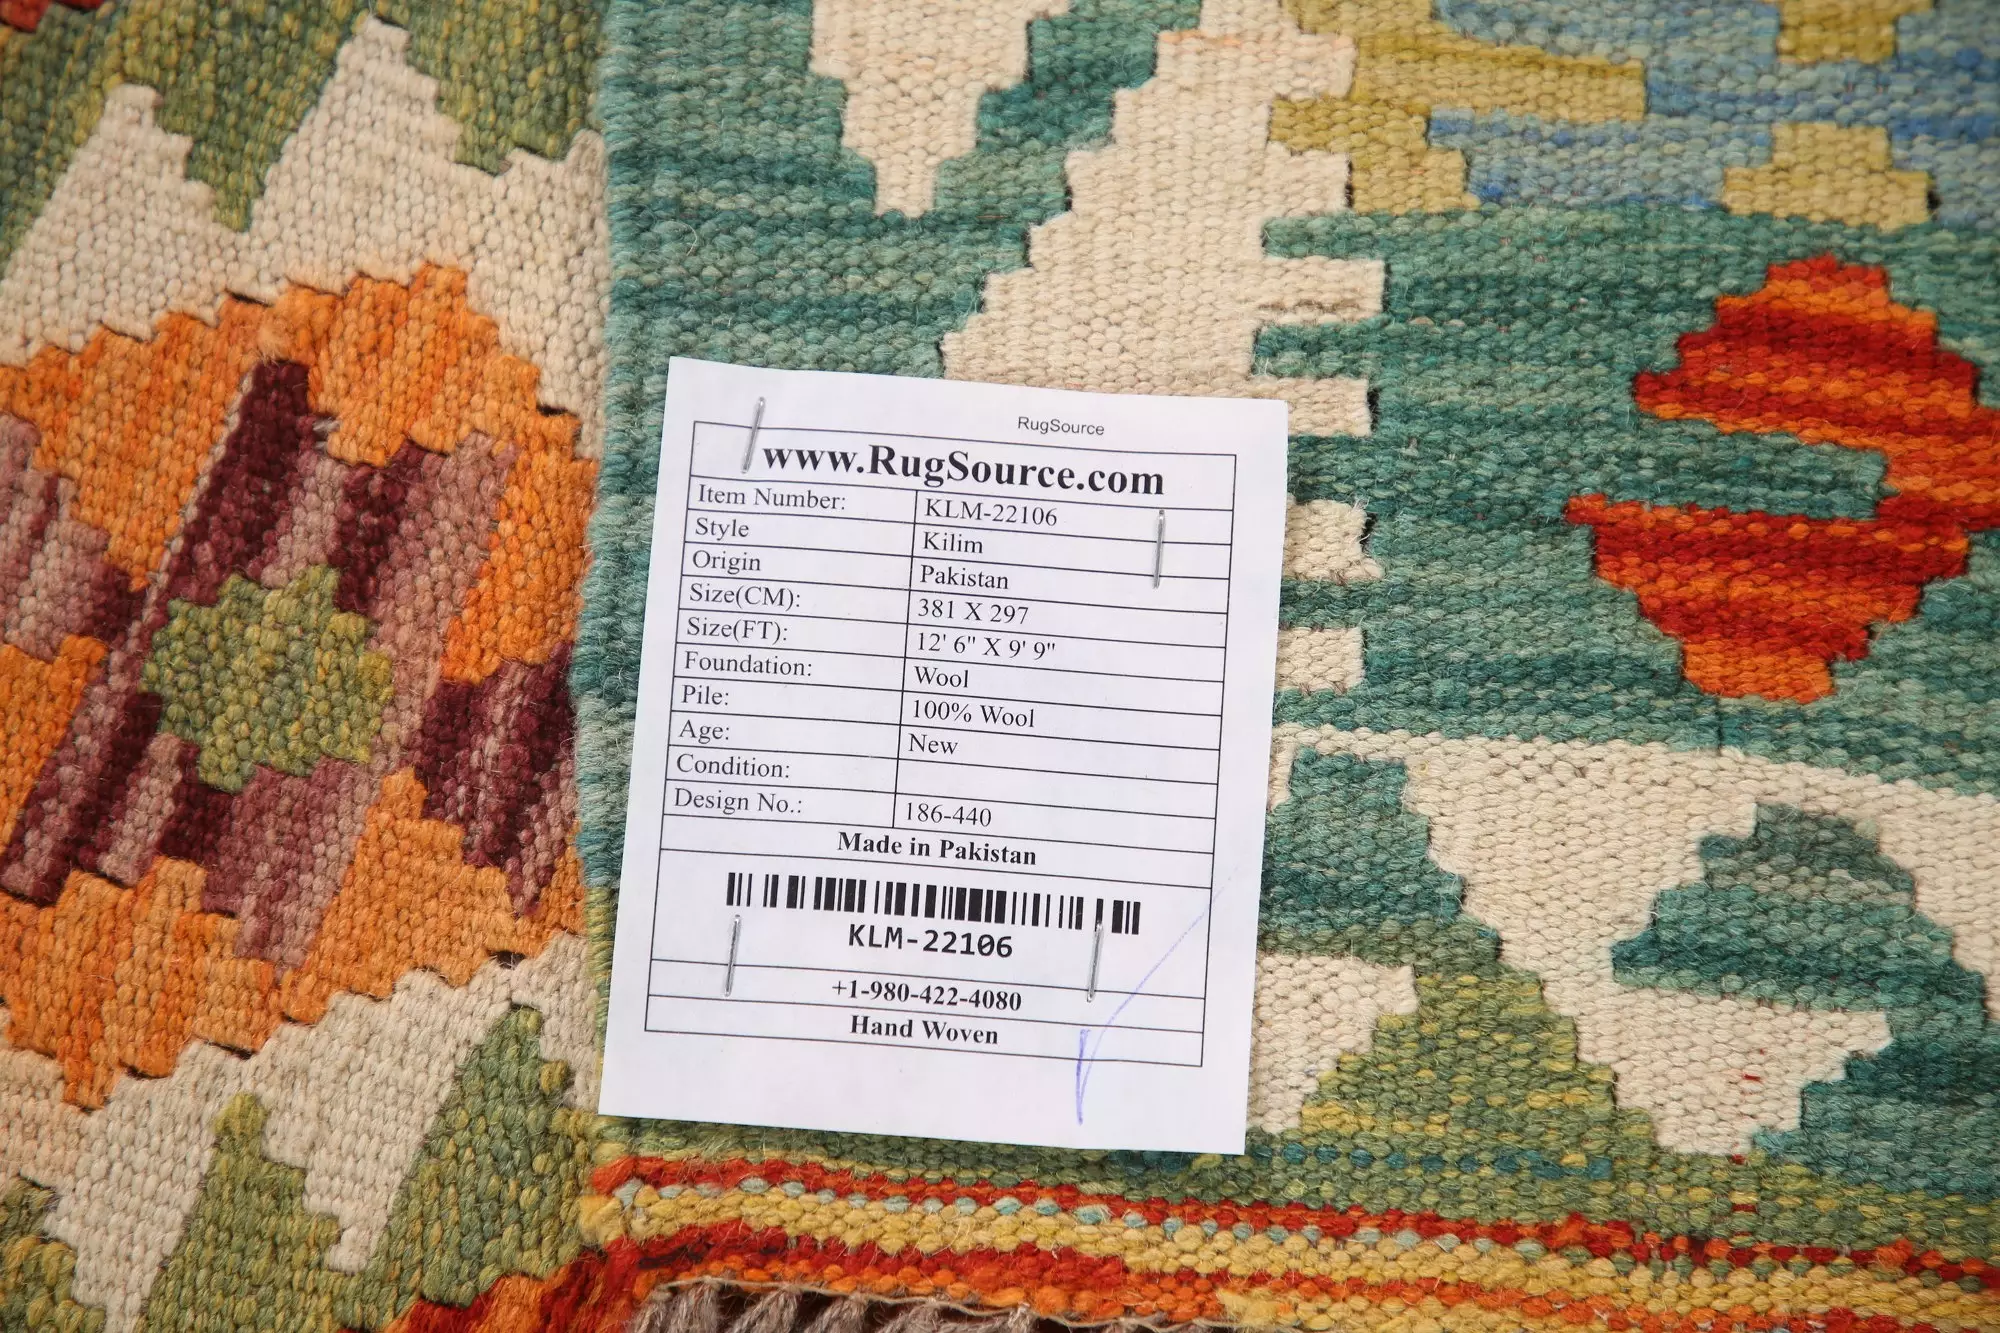 RugSource
www.RugSource.com
Item Number: KLM-22106
Style Kilim
Origin Pakistan
Size(CM): 381 X 297
Size(FT): 12' 6" X 9' 9"
Foundation: Wool
Pile: 100% Wool
Age: New
Condition:
Design No.: 186-440
Made in Pakistan
KLM-22106
+1-980-422-4080
Hand Woven